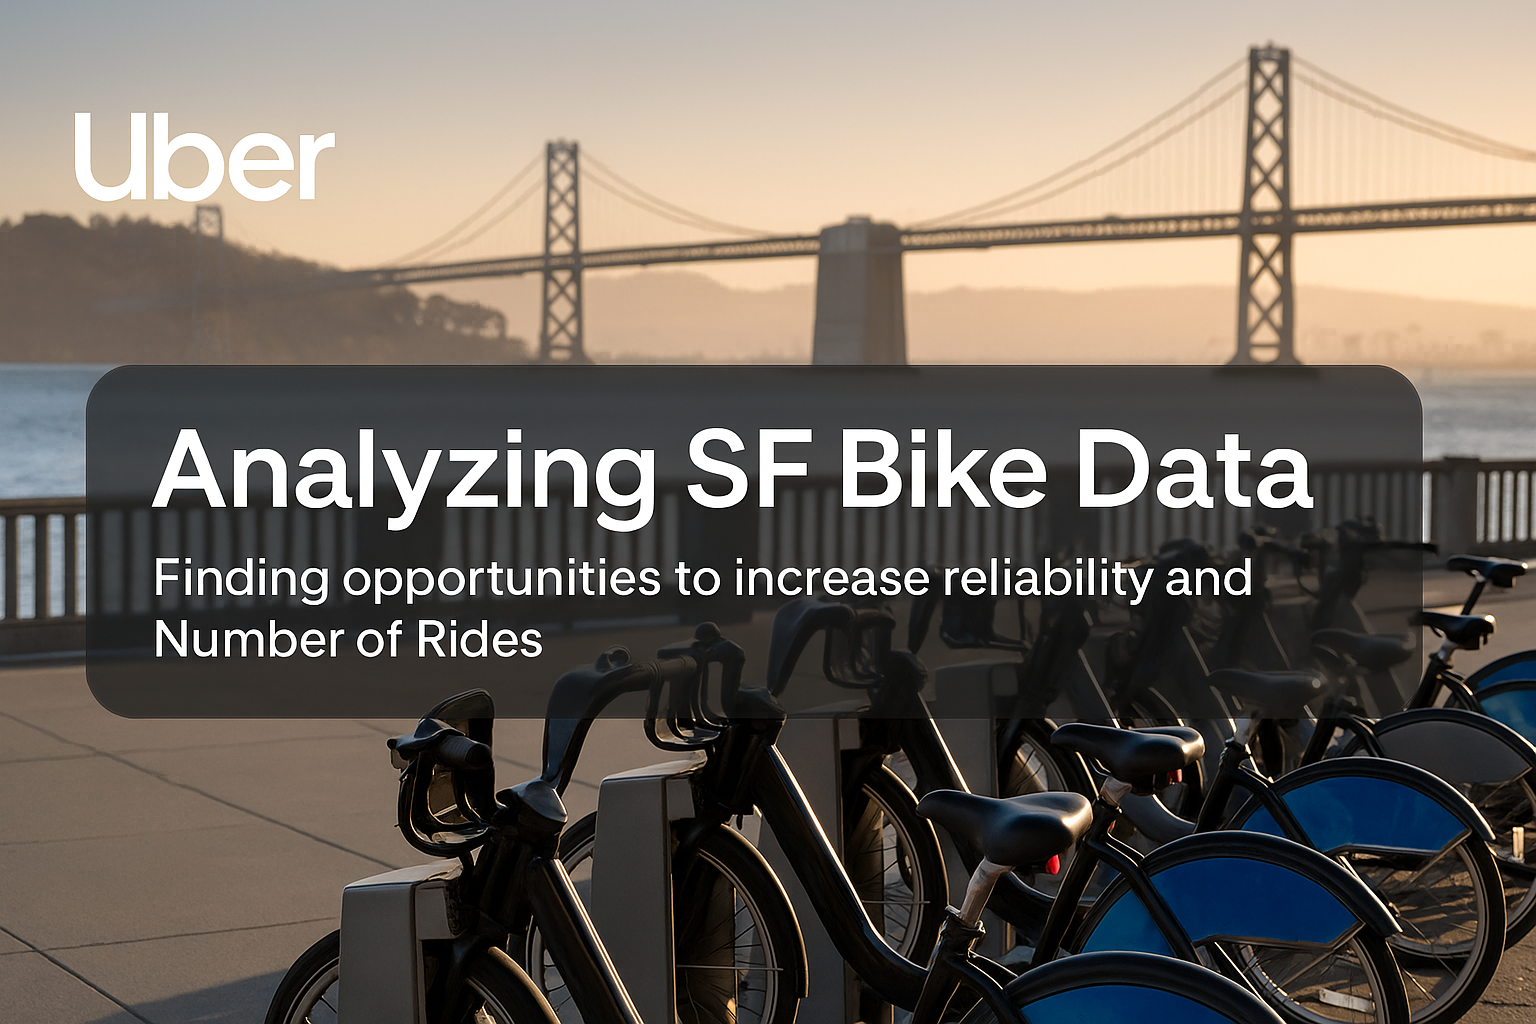 Uber
Analyzing SF Bike Data
Finding opportunities to increase reliability and
Number of Rides